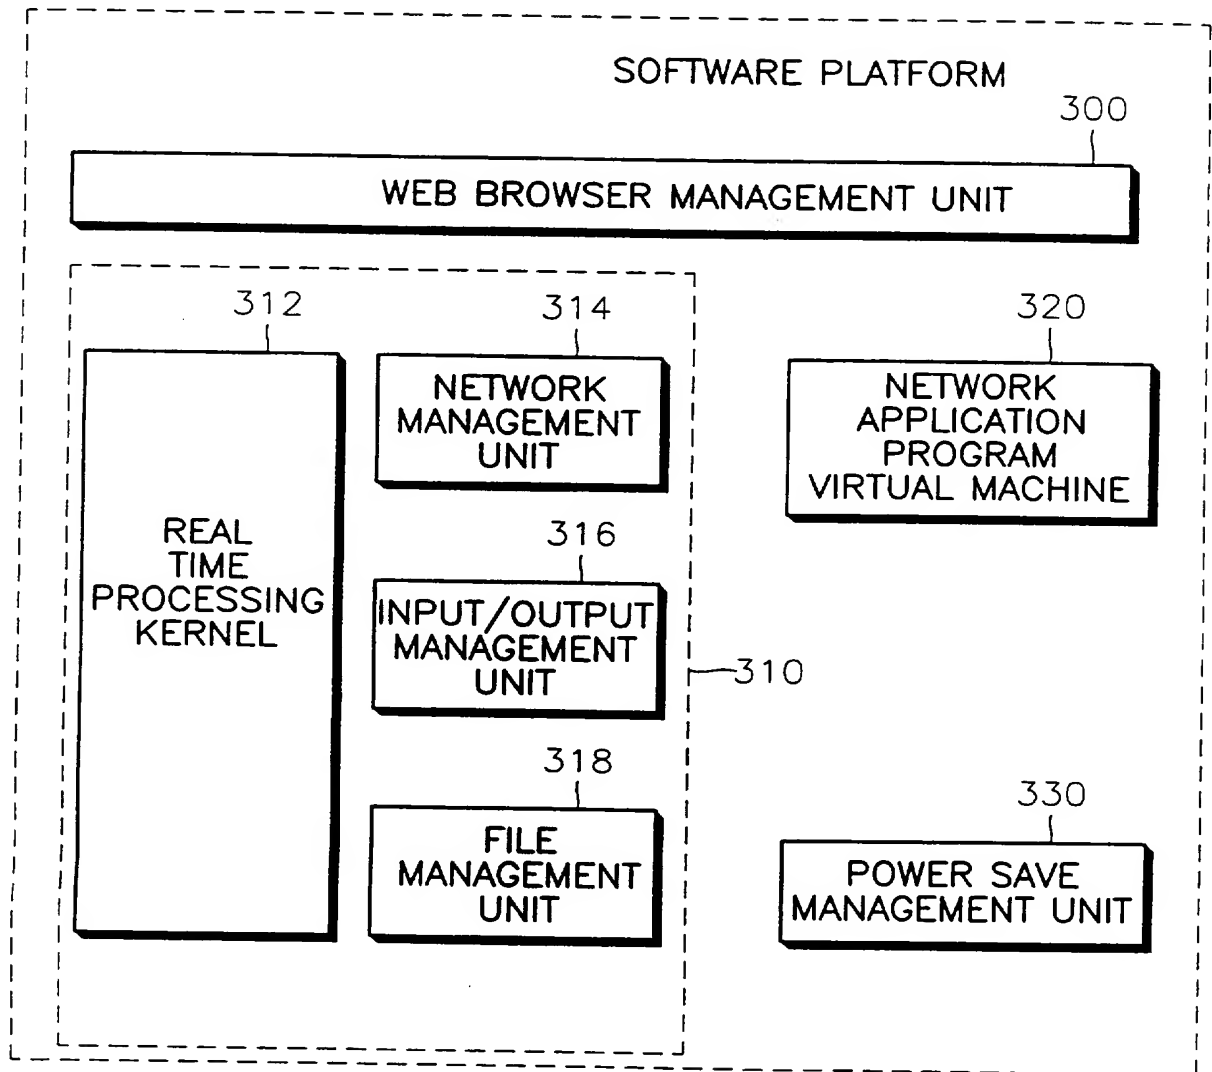 SOFTWARE PLATFORM
300
WEB BROWSER MANAGEMENT UNIT
312
314
320
REAL
TIME
PROCESSING
KERNEL
NETWORK
MANAGEMENT
UNIT
NETWORK
APPLICATION
PROGRAM
VIRTUAL MACHINE
316
INPUT/OUTPUT
MANAGEMENT
UNIT
310
318
FILE
MANAGEMENT
UNIT
330
POWER SAVE
MANAGEMENT UNIT